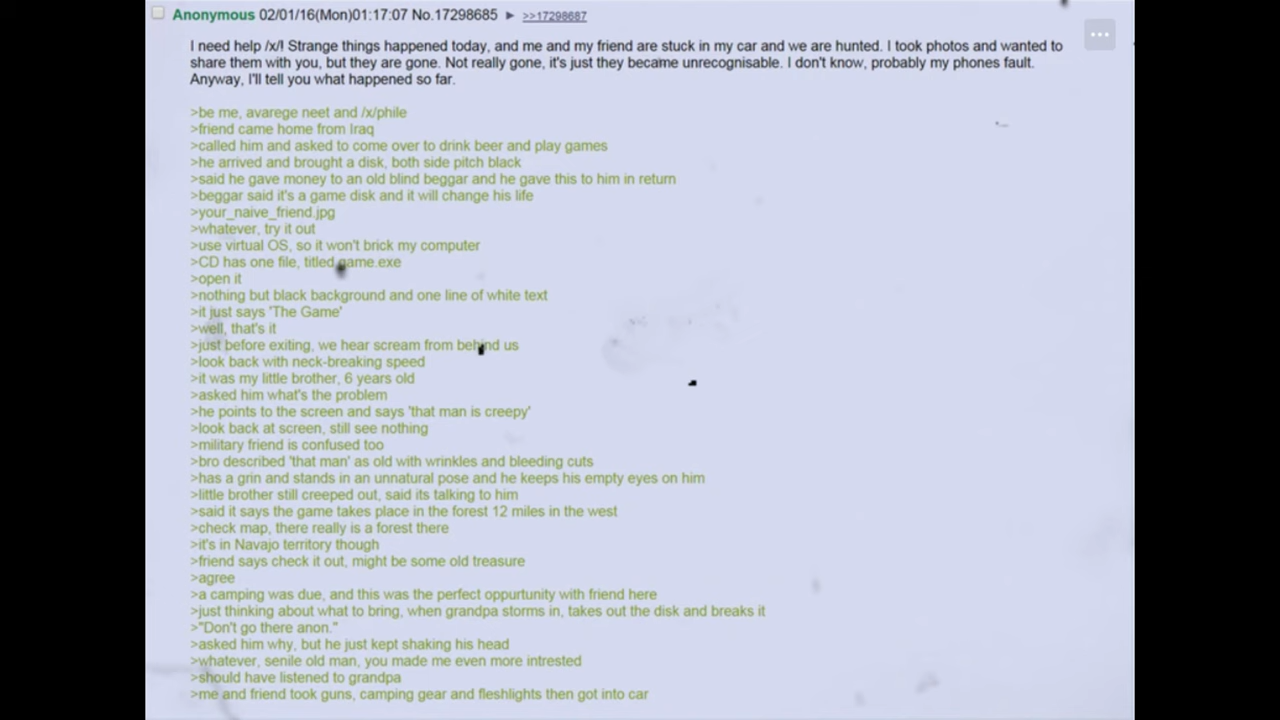 Anonymous 02/01/16(Mon)01:17:07 No.17298685 ▶ >>17298687
I need help /x/! Strange things happened today, and me and my friend are stuck in my car and we are hunted. I took photos and wanted to
share them with you, but they are gone. Not really gone, it's just they became unrecognisable. I don't know, probably my phones fault.
Anyway, I'll tell you what happened so far.
>be me, avarege neet and /x/phile
>friend came home from Iraq
>called him and asked to come over to drink beer and play games
>he arrived and brought a disk, both side pitch black
>said he gave money to an old blind beggar and he gave this to him in return
>beggar said it's a game disk and it will change his life
>your_naive_friend.jpg
>whatever, try it out
>use virtual OS, so it won't brick my computer
>CD has one file, titled game.exe
>open it
>nothing but black background and one line of white text
>it just says 'The Game'
>well, that's it
>just before exiting, we hear scream from behind us
>look back with neck-breaking speed
>it was my little brother, 6 years old
>asked him what's the problem
>he points to the screen and says 'that man is creepy'
>look back at screen, still see nothing
>military friend is confused too
>bro described 'that man' as old with wrinkles and bleeding cuts
>has a grin and stands in an unnatural pose and he keeps his empty eyes on him
>little brother still creeped out, said its talking to him
>said it says the game takes place in the forest 12 miles in the west
>check map, there really is a forest there
>it's in Navajo territory though
>friend says check it out, might be some old treasure
>agree
>a camping was due, and this was the perfect oppurtunity with friend here
>just thinking about what to bring, when grandpa storms in, takes out the disk and breaks it
>"Don't go there anon."
>asked him why, but he just kept shaking his head
>whatever, senile old man, you made me even more intrested
>should have listened to grandpa
>me and friend took guns, camping gear and fleshlights then got into car